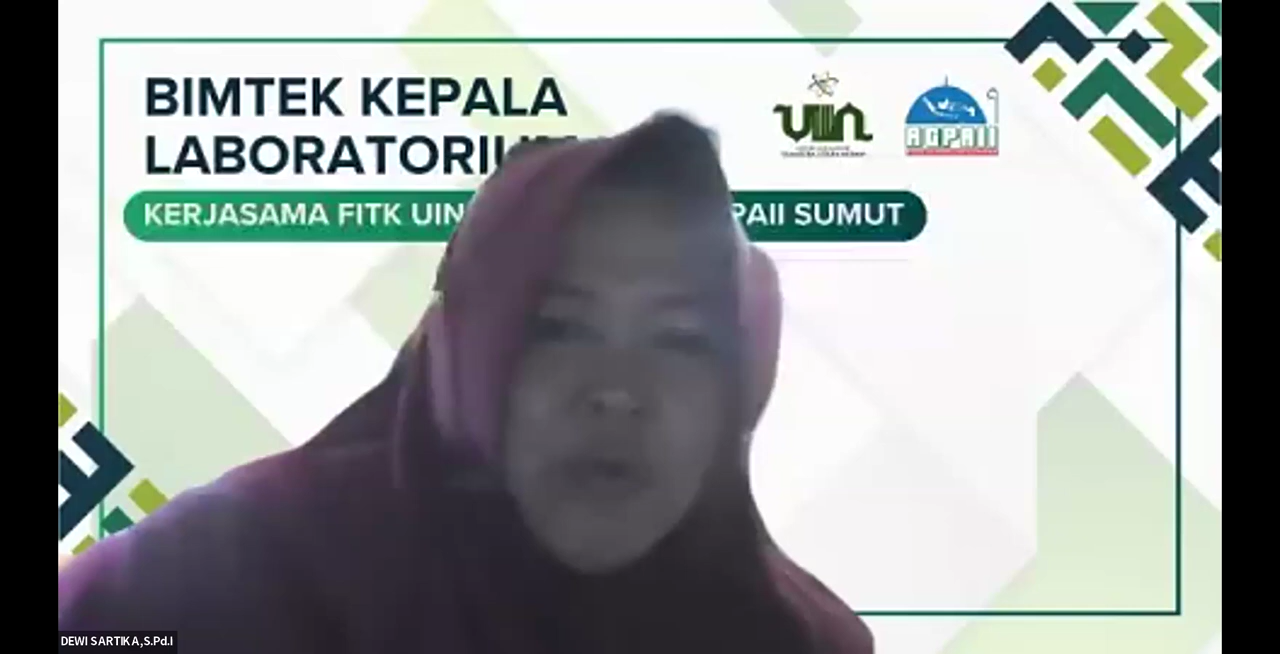 BIMTEK KEPALA
LABORATORIU
KERJASAMA FITK UIN PAII SUMUT
UIN
AGPAII
DEWI SARTIKA,S.Pd.I